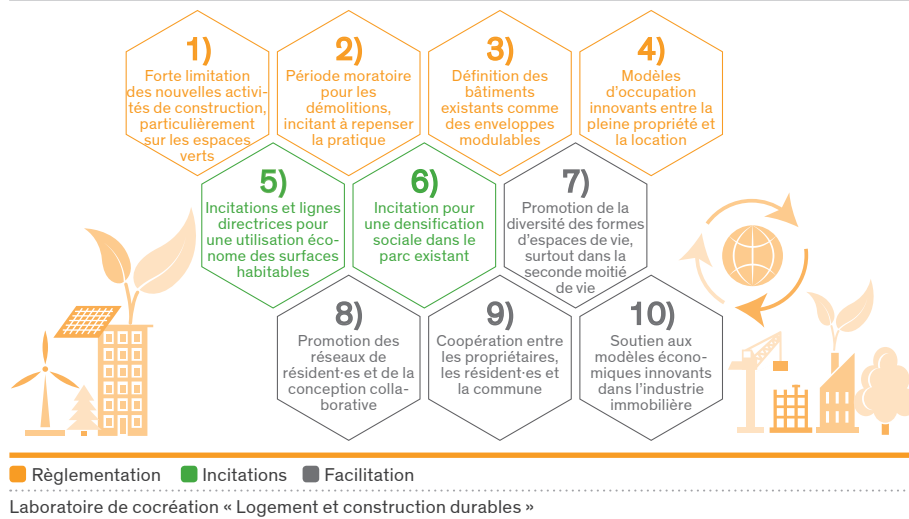 1)
Forte limitation
des nouvelles activi-
tés de construction,
particulièrement
sur les espaces
verts
2)
Période moratoire
pour les
démolitions,
incitant à repenser
la pratique
3)
Définition des
bâtiments
existants comme
des enveloppes
modulables
4)
Modèles
d'occupation
innovants entre la
pleine propriété et
la location
5)
Incitations et lignes
directrices pour
une utilisation éco-
nome des surfaces
habitables
6)
Incitation pour
une densification
sociale dans le
parc existant
7)
Promotion de la
diversité des formes
d'espaces de vie,
surtout dans la
seconde moitié
de vie
8)
Promotion des
réseaux de
résident·es et de la
conception colla-
borative
9)
Coopération entre
les propriétaires,
les résident·es et
la commune
10)
Soutien aux
modèles écono-
miques innovants
dans l'industrie
immobilière
Règlementation
Incitations
Facilitation
Laboratoire de cocréation « Logement et construction durables »